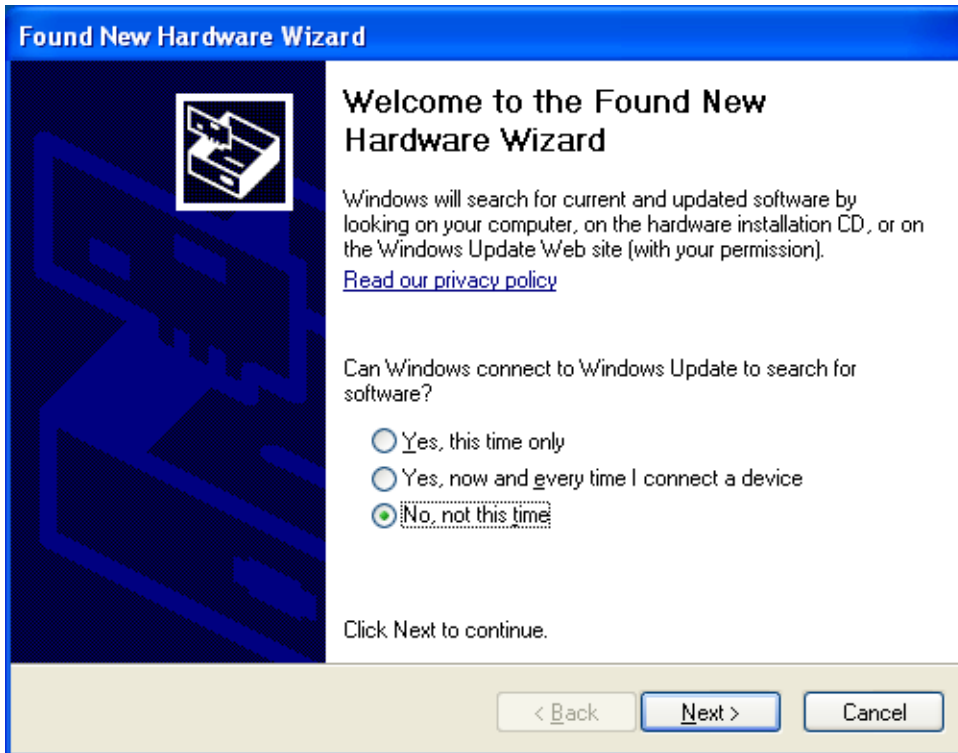 Found New Hardware Wizard
Welcome to the Found New
Hardware Wizard
Windows will search for current and updated software by
looking on your computer, on the hardware installation CD, or on
the Windows Update Web site (with your permission).
Read our privacy policy
Can Windows connect to Windows Update to search for
software?
Yes, this time only
Yes, now and every time I connect a device
No, not this time
Click Next to continue.
< Back
Next >
Cancel